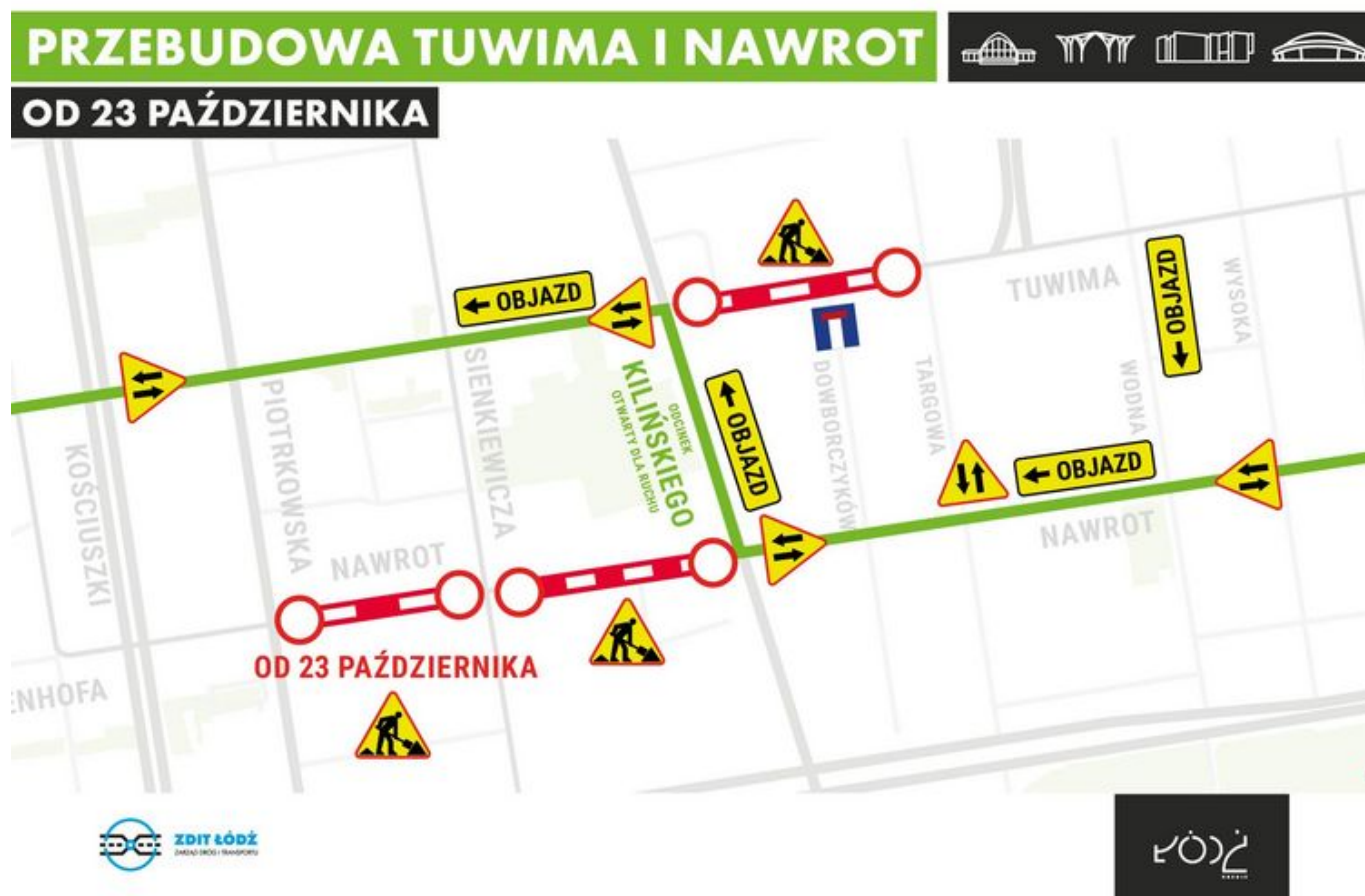 PRZEBUDOWA TUWIMA I NAWROT
OD 23 PAŹDZIERNIKA
OBJAZD
TUWIMA
OBJAZD
WYSOKA
SIENKIEWICZA
PIOTRKOWSKA
KOŚCIUSZKI
ODCINEK
KILIŃSKIEGO
OTWARTY DLA RUCHU
OBJAZD
DOWBORCZYKÓW
TARGOWA
WODNA
OBJAZD
NAWROT
NAWROT
OD 23 PAŹDZIERNIKA
ENHOFA
ZDIT ŁÓDŹ
ZARZĄD DRÓG I TRANSPORTU
ŁÓDŹ